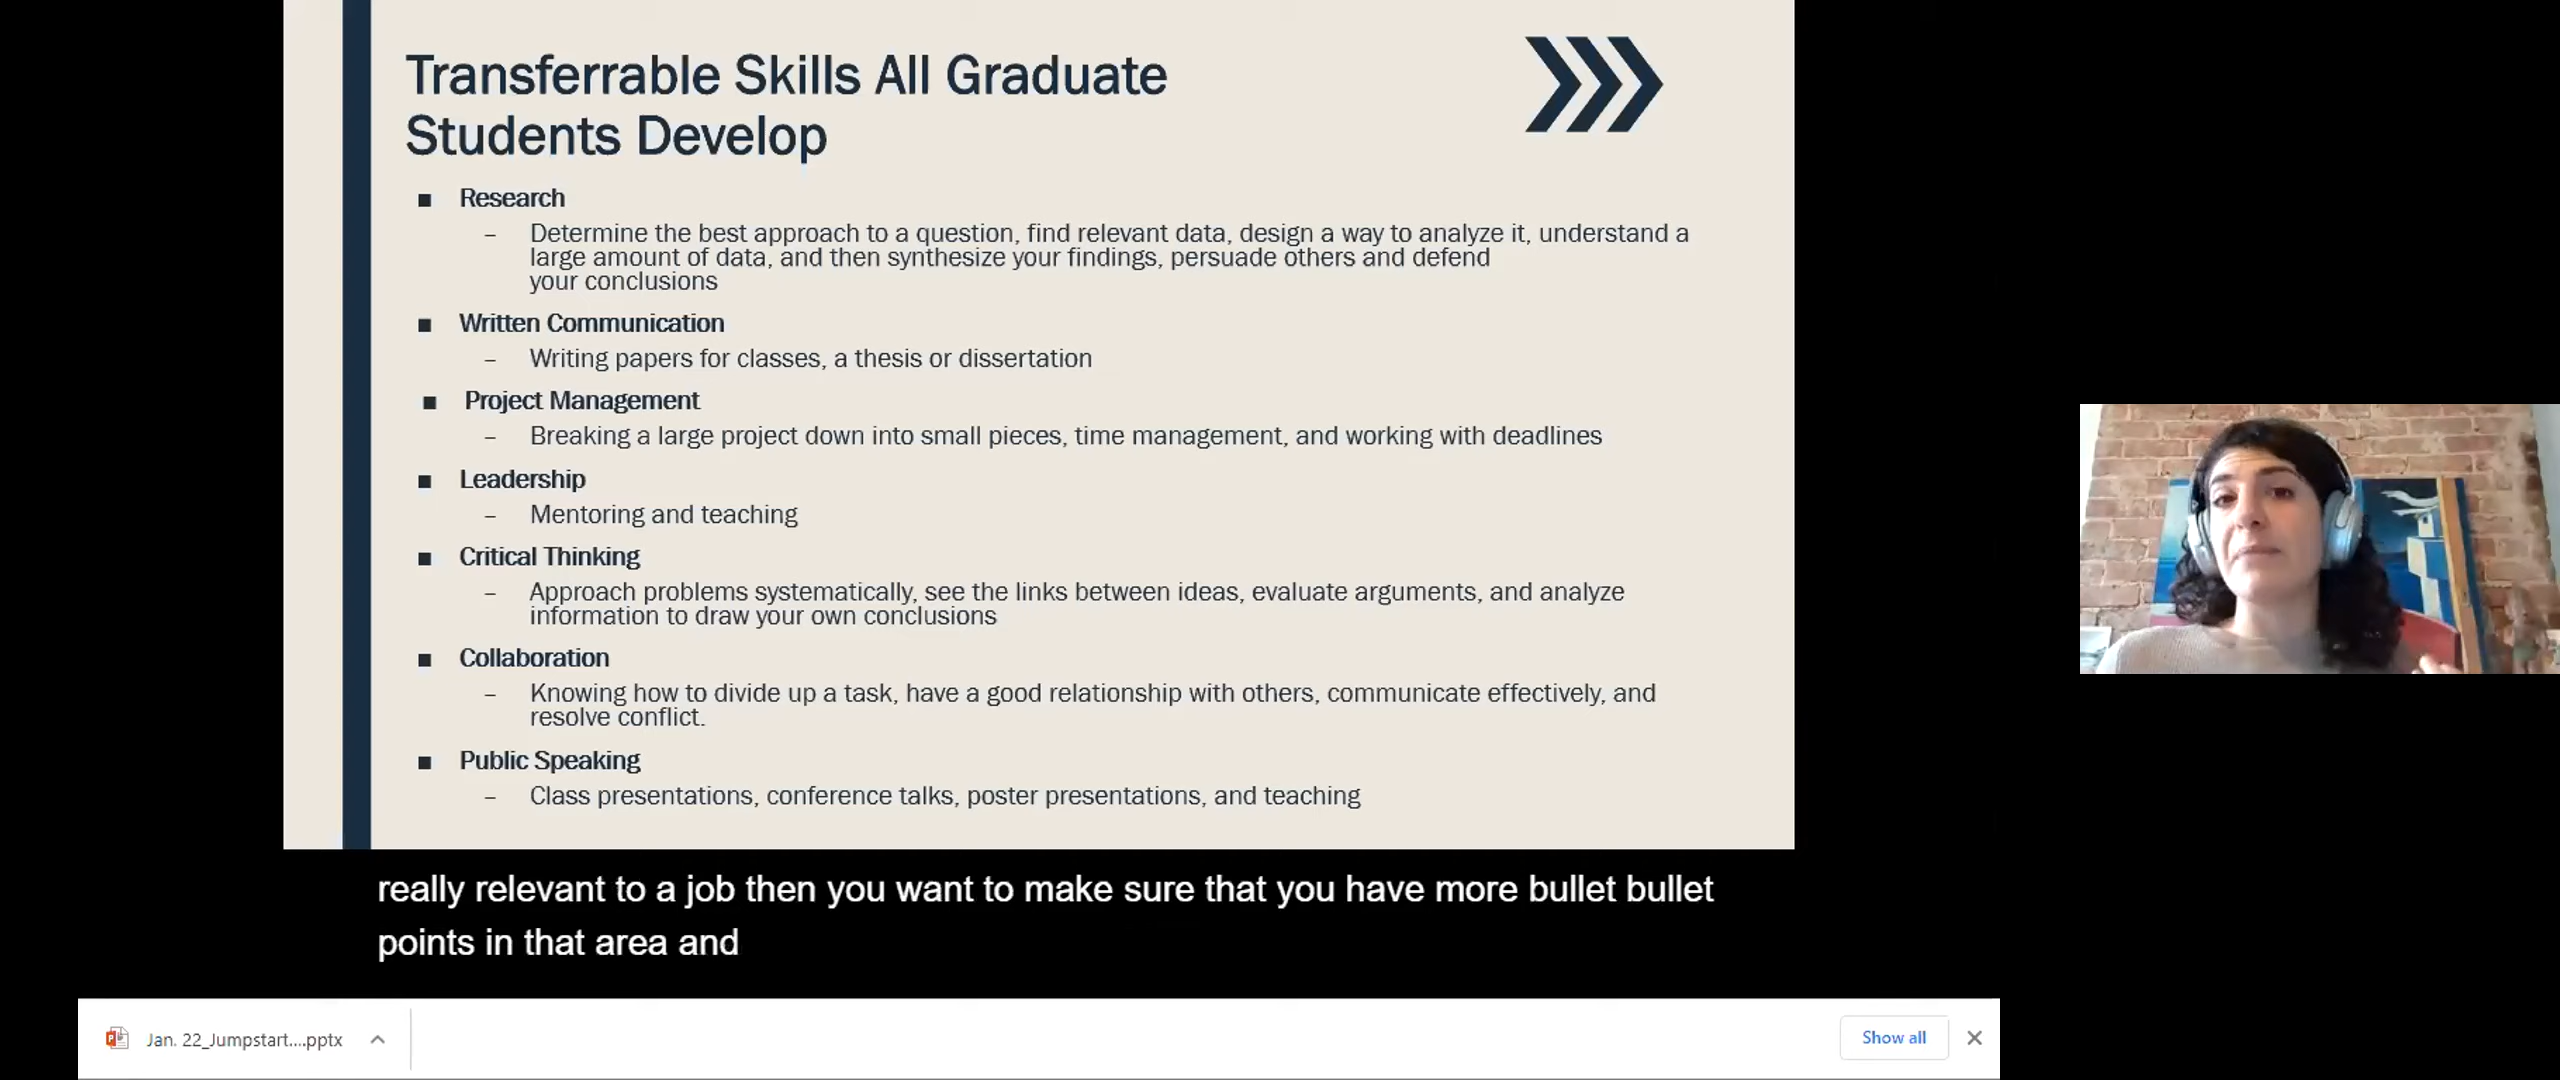 Transferrable Skills All Graduate
Students Develop
■ Research
– Determine the best approach to a question, find relevant data, design a way to analyze it, understand a
large amount of data, and then synthesize your findings, persuade others and defend
your conclusions
■ Written Communication
– Writing papers for classes, a thesis or dissertation
■ Project Management
– Breaking a large project down into small pieces, time management, and working with deadlines
■ Leadership
– Mentoring and teaching
■ Critical Thinking
– Approach problems systematically, see the links between ideas, evaluate arguments, and analyze
information to draw your own conclusions
■ Collaboration
– Knowing how to divide up a task, have a good relationship with others, communicate effectively, and
resolve conflict.
■ Public Speaking
– Class presentations, conference talks, poster presentations, and teaching
really relevant to a job then you want to make sure that you have more bullet bullet
points in that area and
Jan. 22_Jumpstart....pptx
Show all